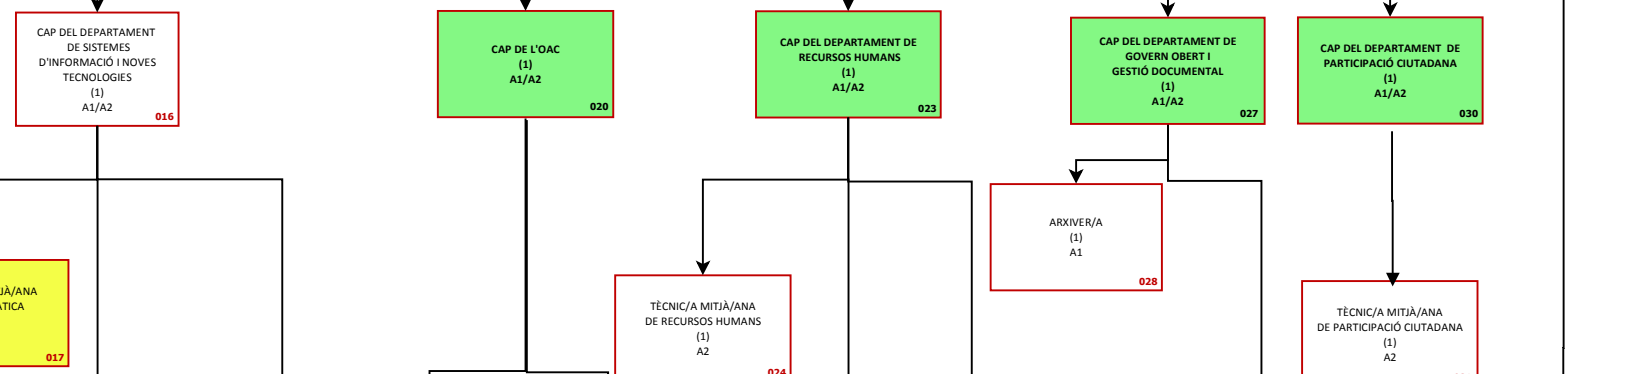 CAP DEL DEPARTAMENT
DE SISTEMES
D'INFORMACIÓ I NOVES
TECNOLOGIES
(1)
A1/A2
016
CAP DE L'OAC
(1)
A1/A2
020
CAP DEL DEPARTAMENT DE
RECURSOS HUMANS
(1)
A1/A2
023
CAP DEL DEPARTAMENT DE
GOVERN OBERT I
GESTIÓ DOCUMENTAL
(1)
A1/A2
027
CAP DEL DEPARTAMENT DE
PARTICIPACIÓ CIUTADANA
(1)
A1/A2
030
JÀ/ANA
ÀTICA
017
TÈCNIC/A MITJÀ/ANA
DE RECURSOS HUMANS
(1)
A2
024
ARXIVER/A
(1)
A1
028
TÈCNIC/A MITJÀ/ANA
DE PARTICIPACIÓ CIUTADANA
(1)
A2